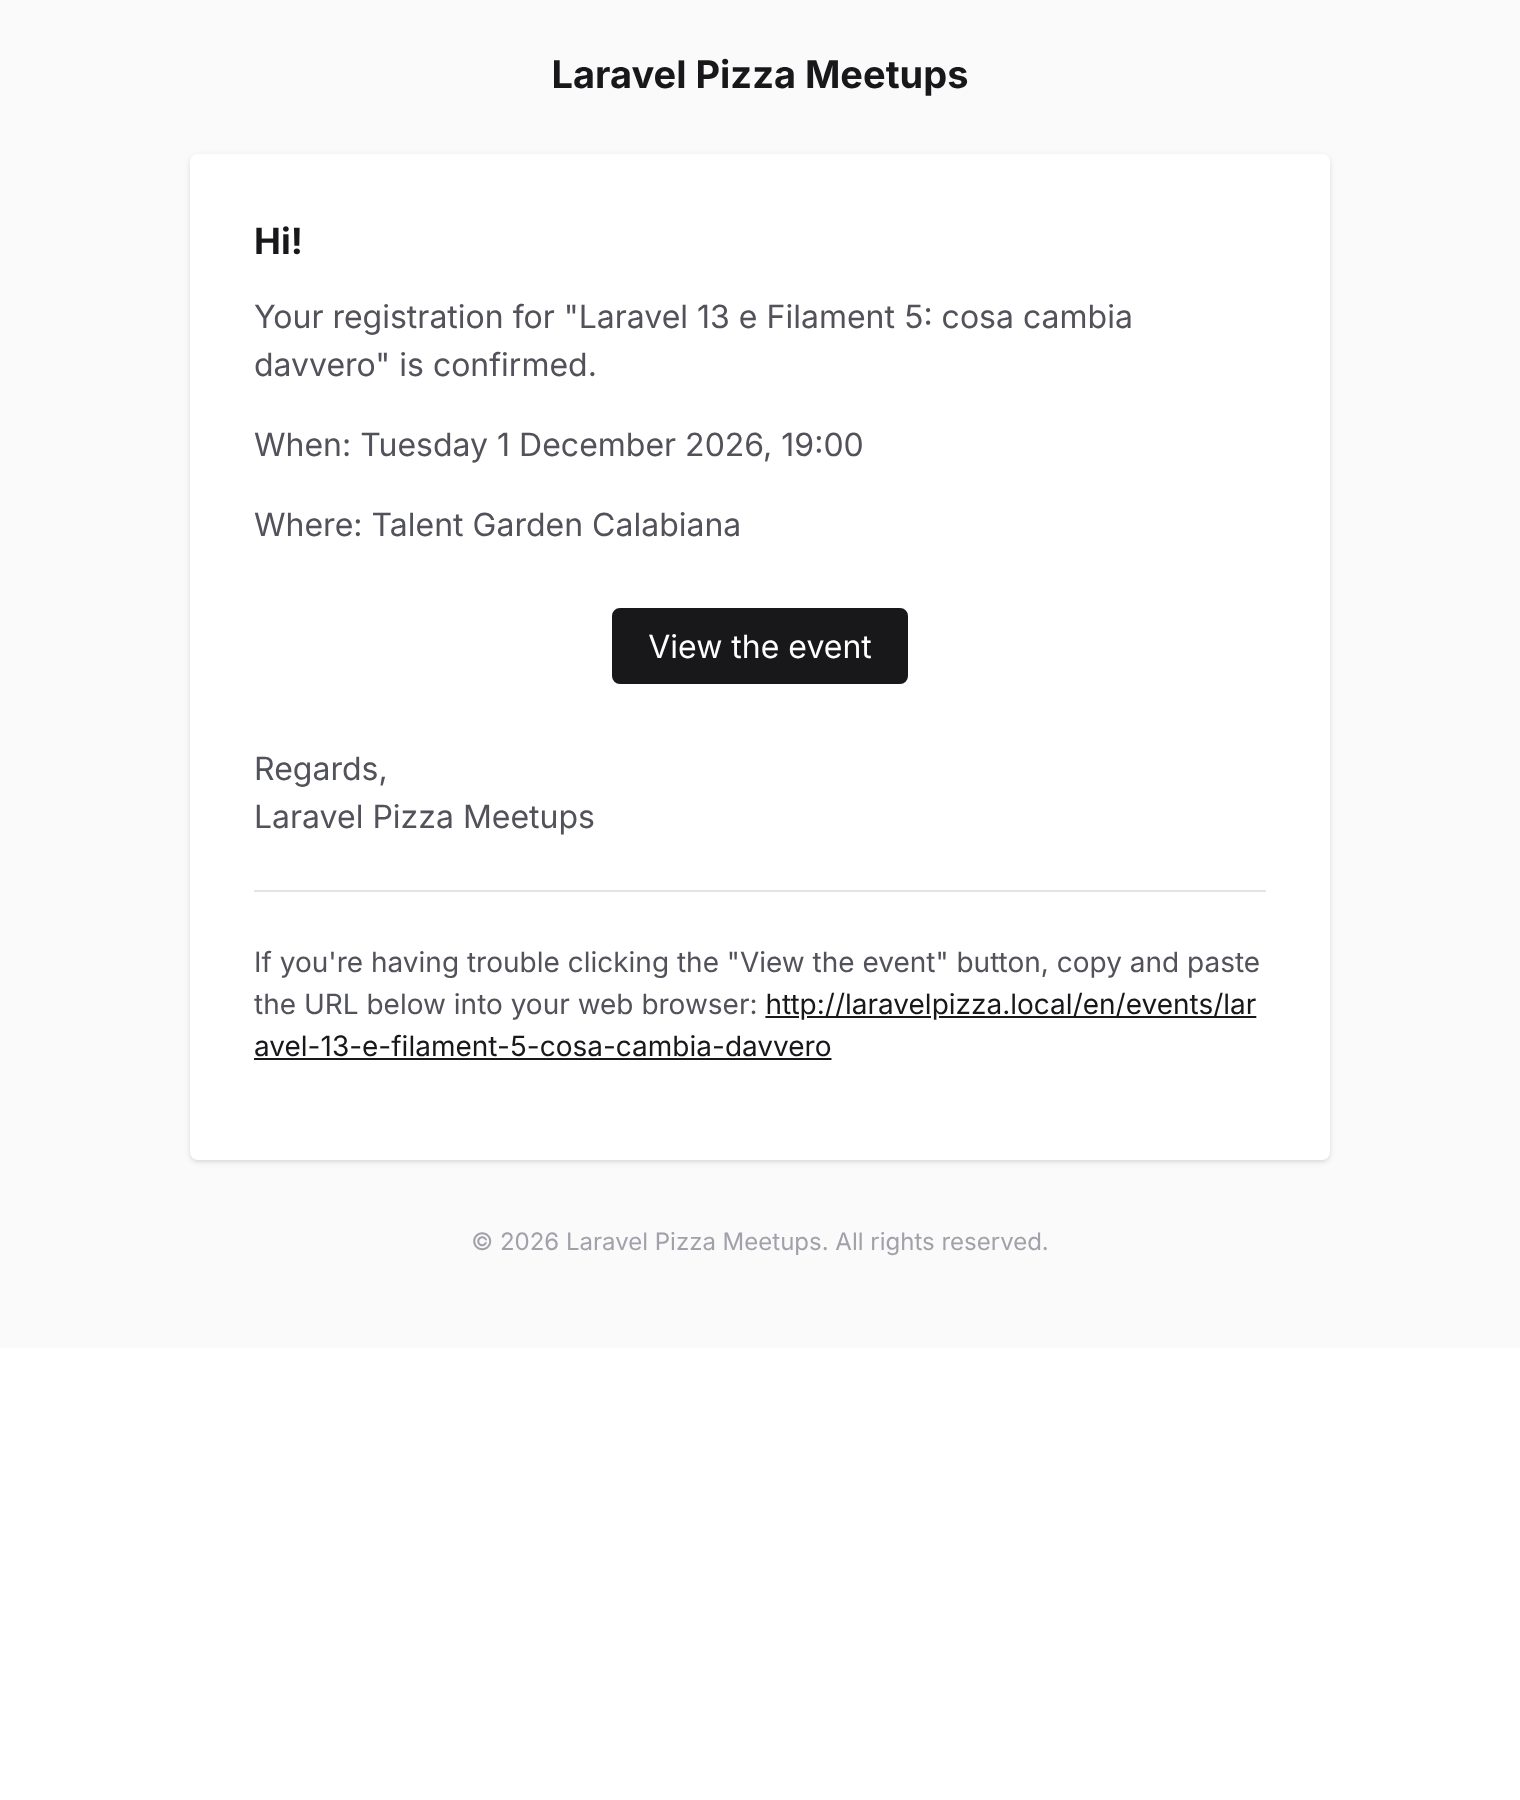 Laravel Pizza Meetups
Hi!
Your registration for "Laravel 13 e Filament 5: cosa cambia
davvero" is confirmed.
When: Tuesday 1 December 2026, 19:00
Where: Talent Garden Calabiana
View the event
Regards,
Laravel Pizza Meetups
If you're having trouble clicking the "View the event" button, copy and paste
the URL below into your web browser: http://laravelpizza.local/en/events/lar
avel-13-e-filament-5-cosa-cambia-davvero
© 2026 Laravel Pizza Meetups. All rights reserved.